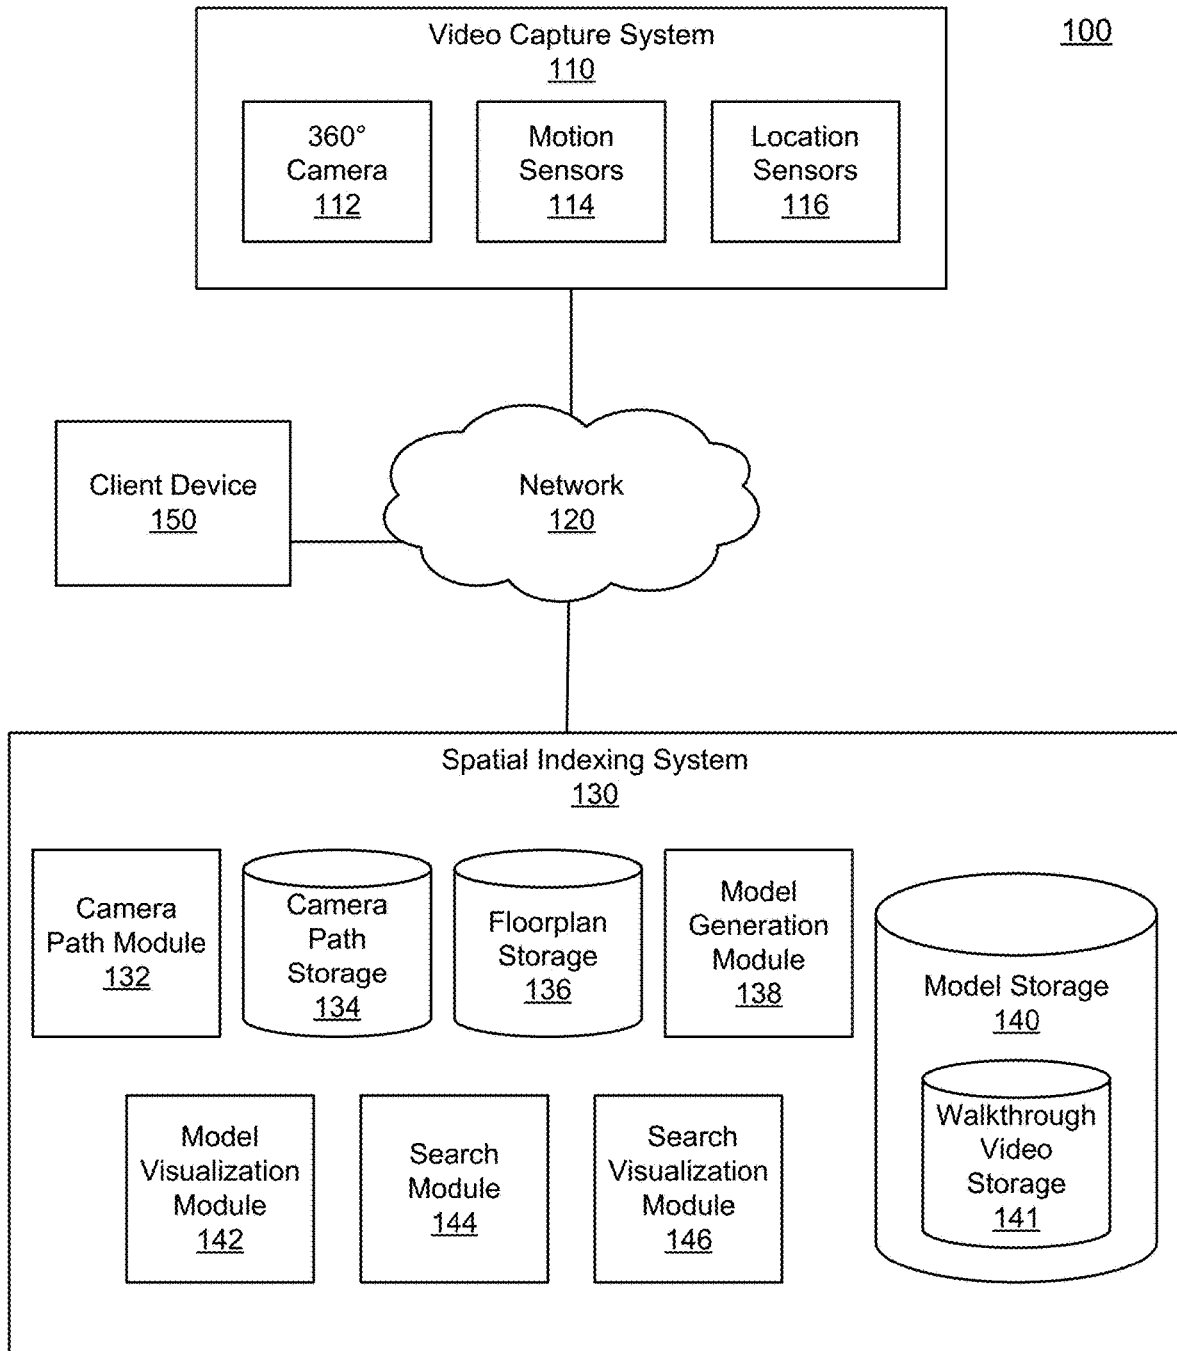 100
Video Capture System
110
360°
Camera
112
Motion
Sensors
114
Location
Sensors
116
Client Device
150
Network
120
Spatial Indexing System
130
Camera
Path Module
132
Camera
Path
Storage
134
Floorplan
Storage
136
Model
Generation
Module
138
Model Storage
140
Walkthrough
Video
Storage
141
Model
Visualization
Module
142
Search
Module
144
Search
Visualization
Module
146